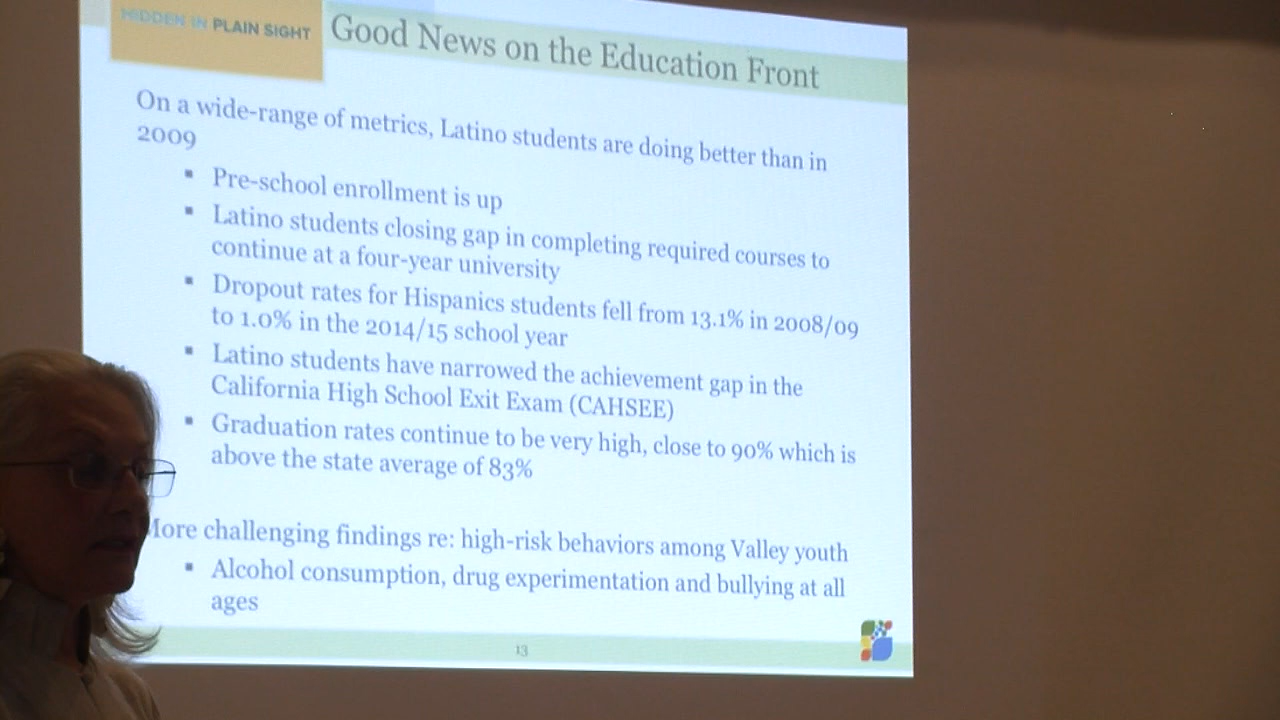 HIDDEN IN PLAIN SIGHT
Good News on the Education Front
On a wide-range of metrics, Latino students are doing better than in
2009
▪ Pre-school enrollment is up
▪ Latino students closing gap in completing required courses to
continue at a four-year university
▪ Dropout rates for Hispanics students fell from 13.1% in 2008/09
to 1.0% in the 2014/15 school year
▪ Latino students have narrowed the achievement gap in the
California High School Exit Exam (CAHSEE)
▪ Graduation rates continue to be very high, close to 90% which is
above the state average of 83%
More challenging findings re: high-risk behaviors among Valley youth
▪ Alcohol consumption, drug experimentation and bullying at all
ages
13